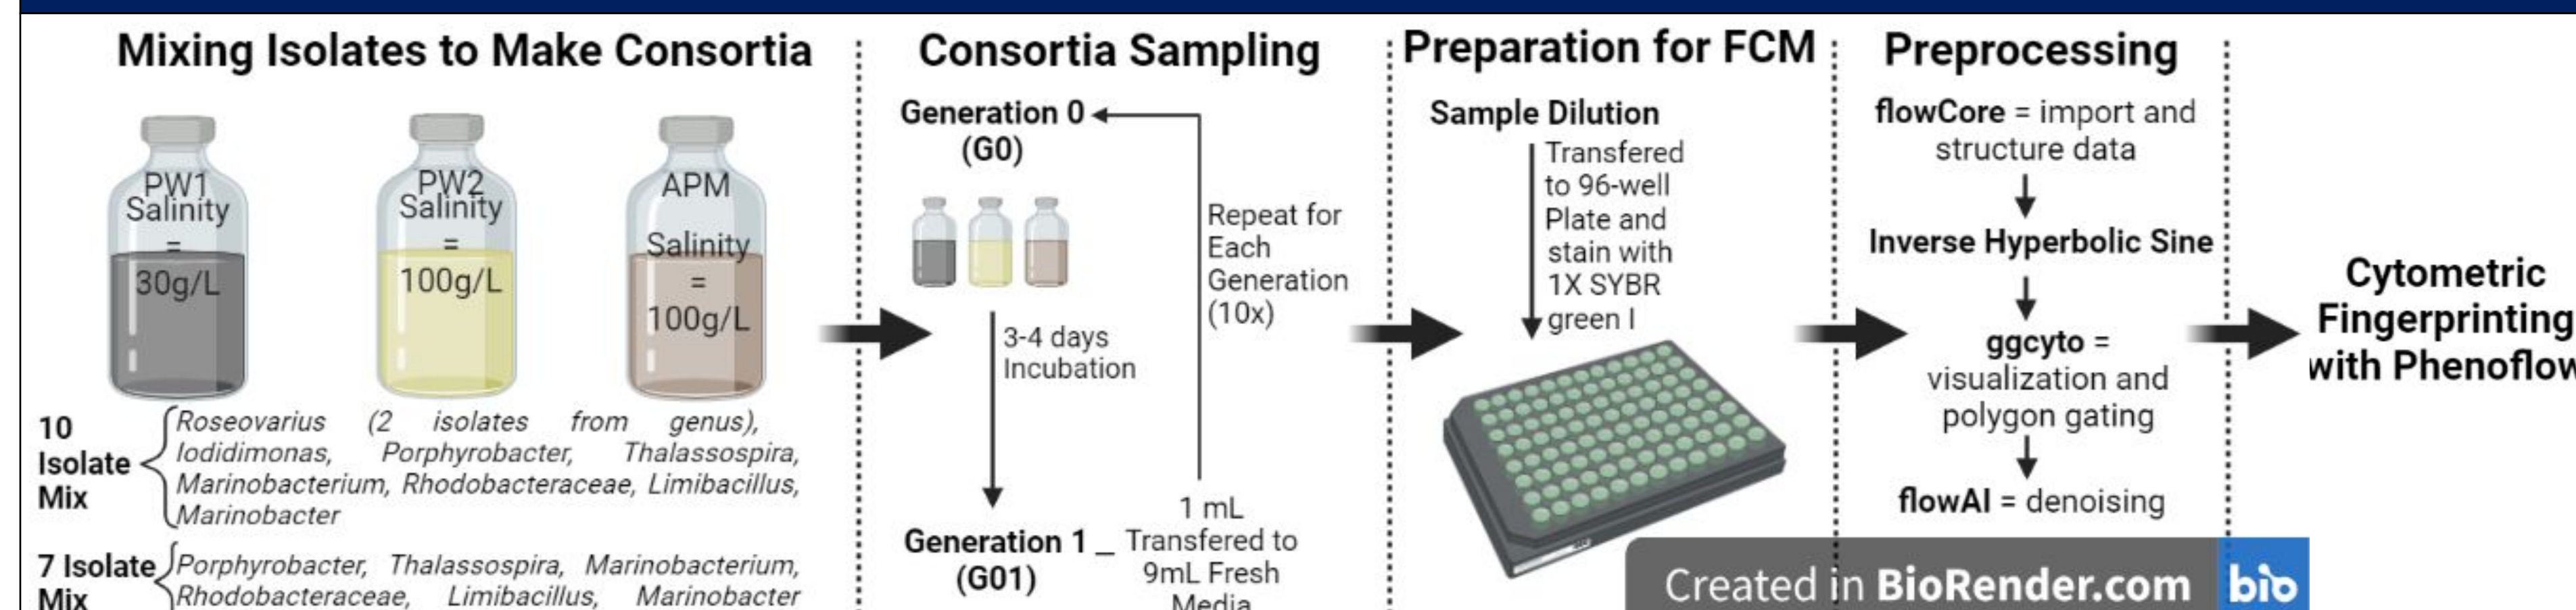 Mixing Isolates to Make Consortia
PW1
Salinity
=
30g/L
PW2
Salinity
=
100g/L
APM
Salinity
=
100g/L
10
Isolate
Mix
Roseovarius (2 isolates from genus),
Iodidimonas, Porphyrobacter, Thalassospira,
Marinobacterium, Rhodobacteraceae, Limibacillus,
Marinobacter
7 Isolate
Mix
Porphyrobacter, Thalassospira, Marinobacterium,
Rhodobacteraceae, Limibacillus, Marinobacter
Consortia Sampling
Generation 0
(G0)
3-4 days
Incubation
Repeat for
Each
Generation
(10x)
Generation 1
(G01)
1 mL
Transfered to
9mL Fresh
Media
Preparation for FCM
Sample Dilution
Transfered
to 96-well
Plate and
stain with
1X SYBR
green I
Preprocessing
flowCore = import and
structure data
Inverse Hyperbolic Sine
ggcyto =
visualization and
polygon gating
flowAI = denoising
Cytometric
Fingerprinting
with Phenoflow
Created in BioRender.com bio